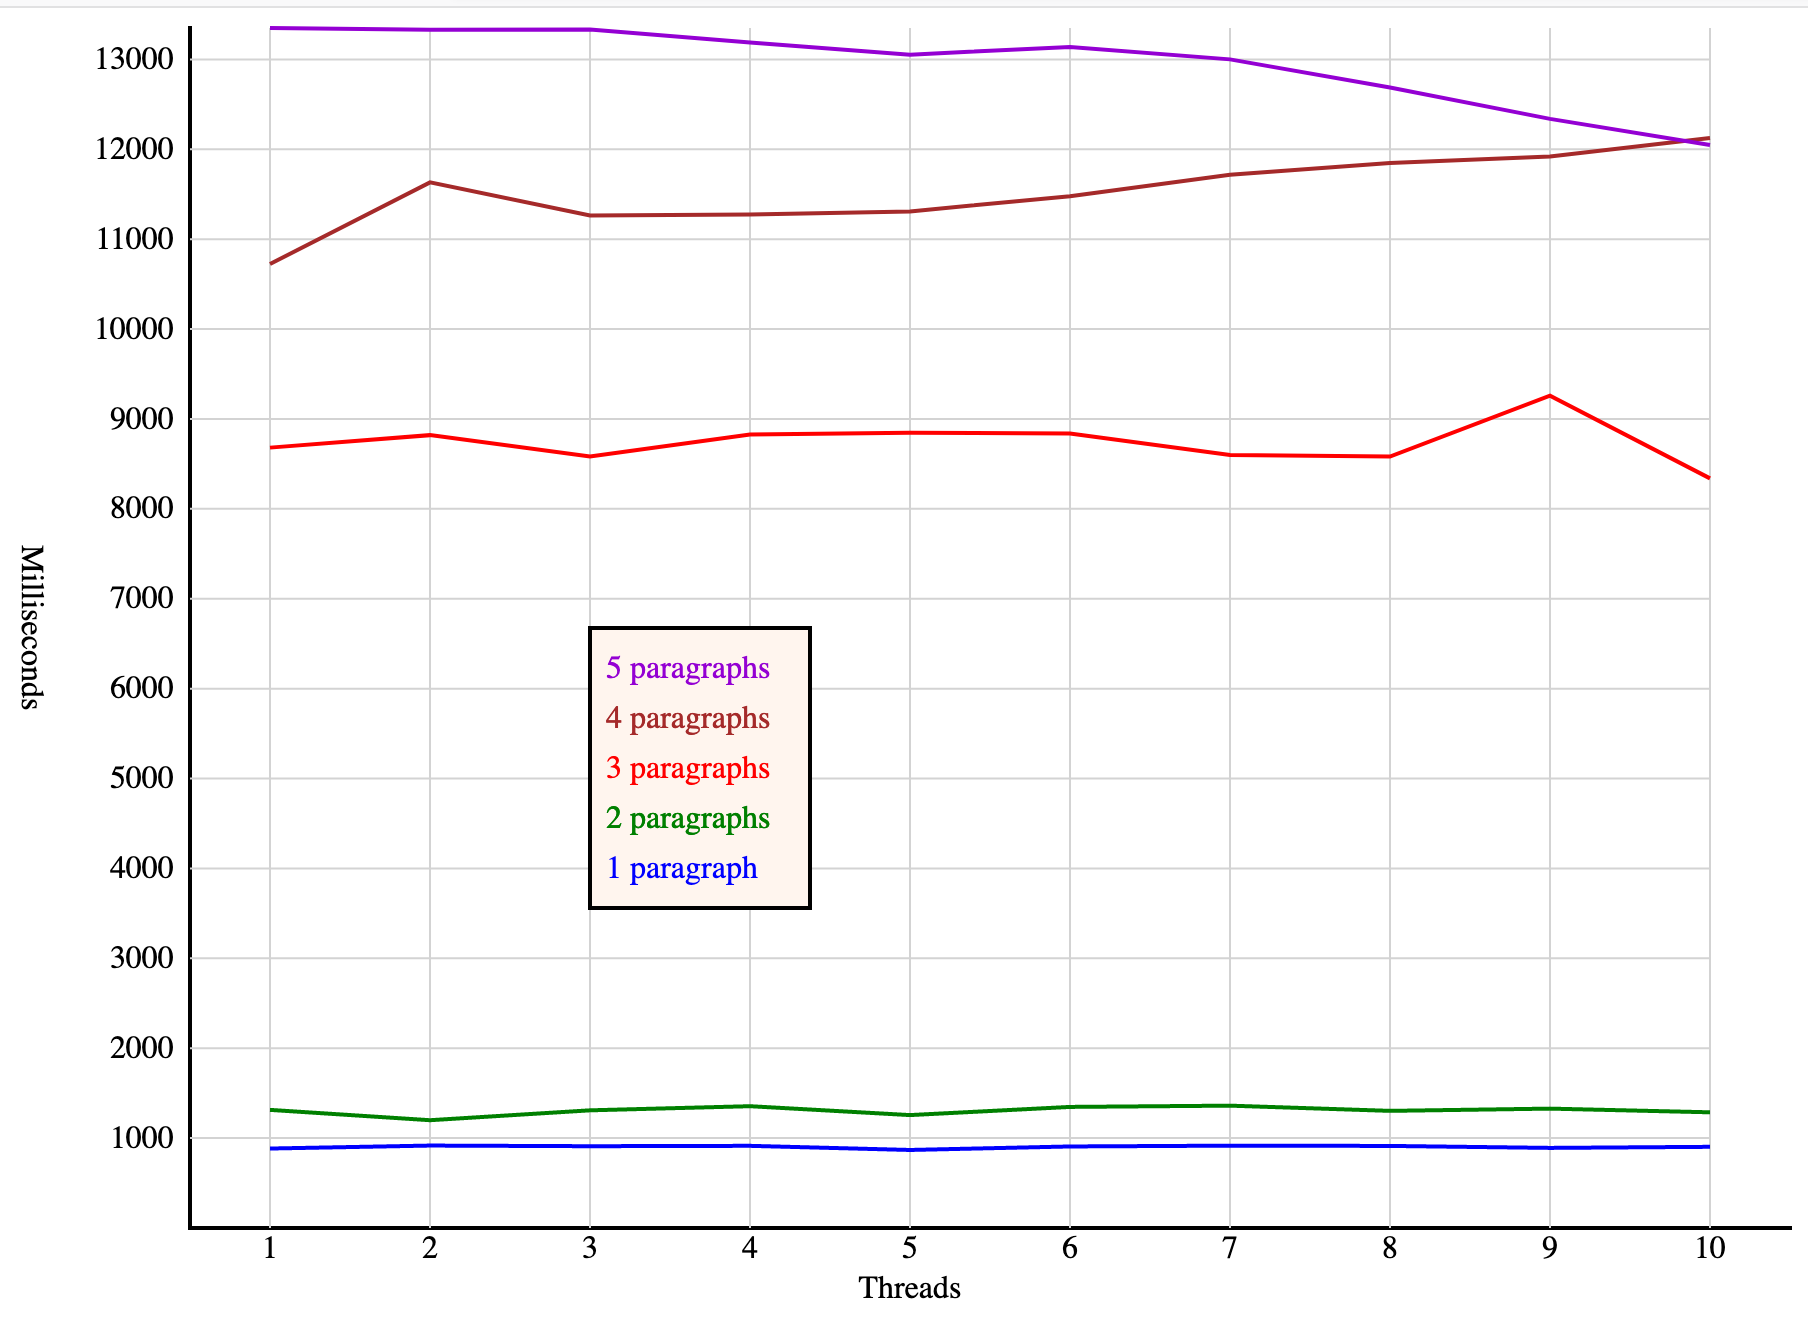 13000
12000
11000
10000
9000
8000
7000
6000
5000
4000
3000
2000
1000
Milliseconds
5 paragraphs
4 paragraphs
3 paragraphs
2 paragraphs
1 paragraph
1 2 3 4 5 6 7 8 9 10
Threads